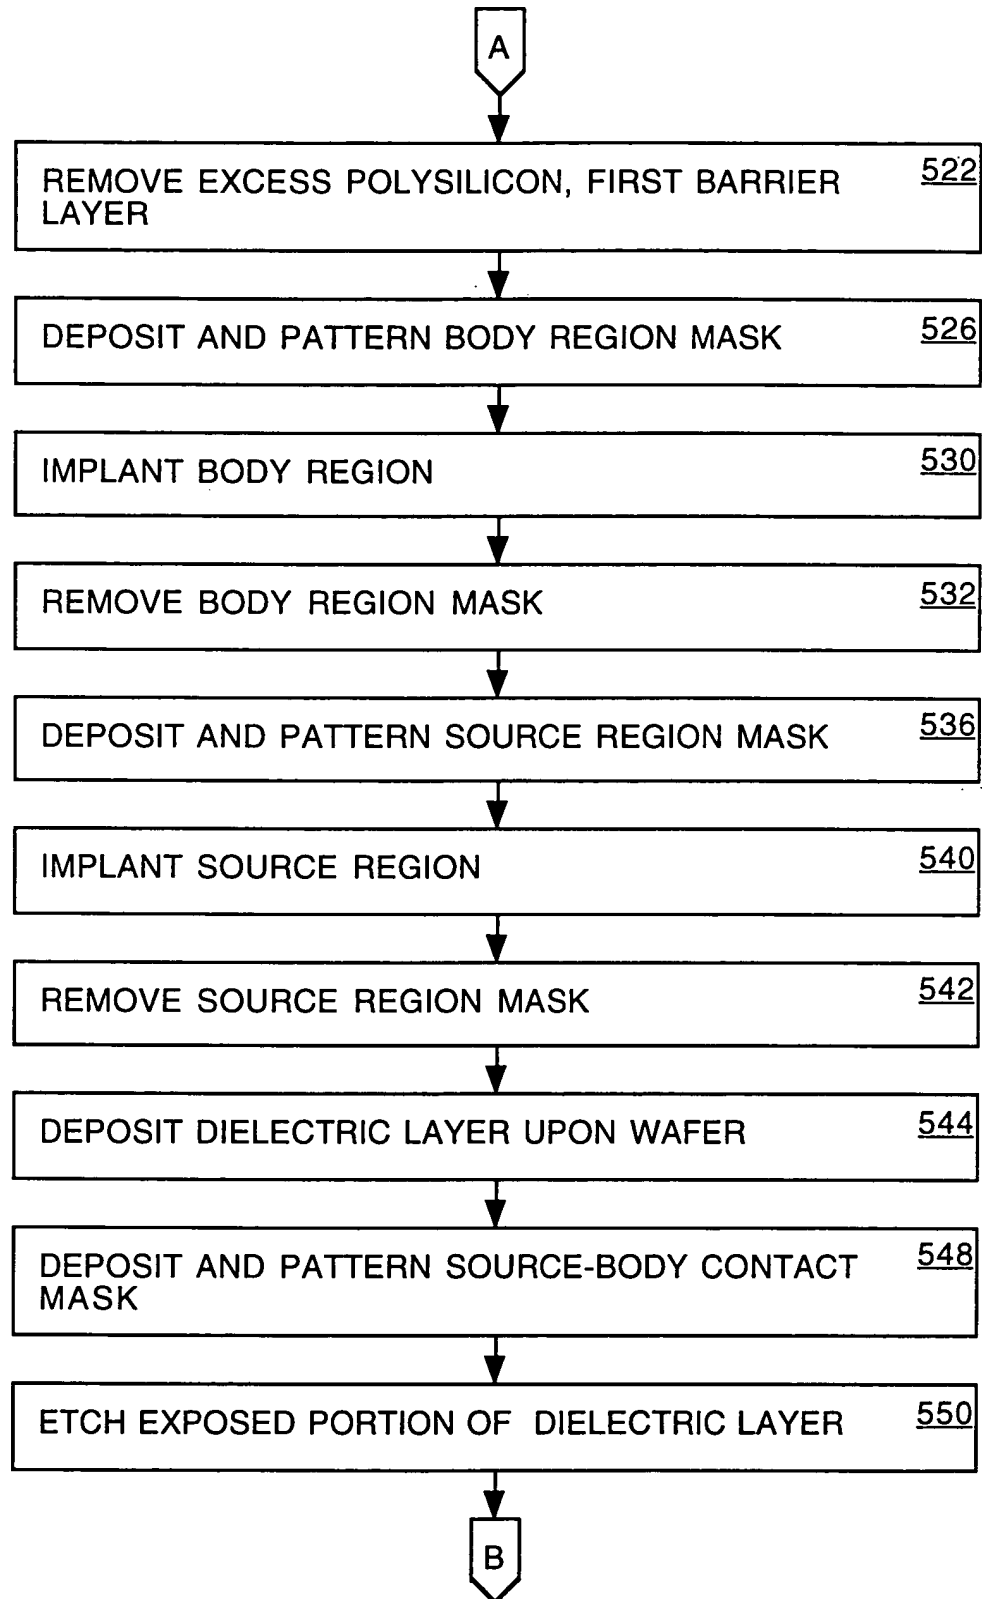 A
REMOVE EXCESS POLYSILICON, FIRST BARRIER
LAYER
522
DEPOSIT AND PATTERN BODY REGION MASK
526
IMPLANT BODY REGION
530
REMOVE BODY REGION MASK
532
DEPOSIT AND PATTERN SOURCE REGION MASK
536
IMPLANT SOURCE REGION
540
REMOVE SOURCE REGION MASK
542
DEPOSIT DIELECTRIC LAYER UPON WAFER
544
DEPOSIT AND PATTERN SOURCE-BODY CONTACT
MASK
548
ETCH EXPOSED PORTION OF DIELECTRIC LAYER
550
B